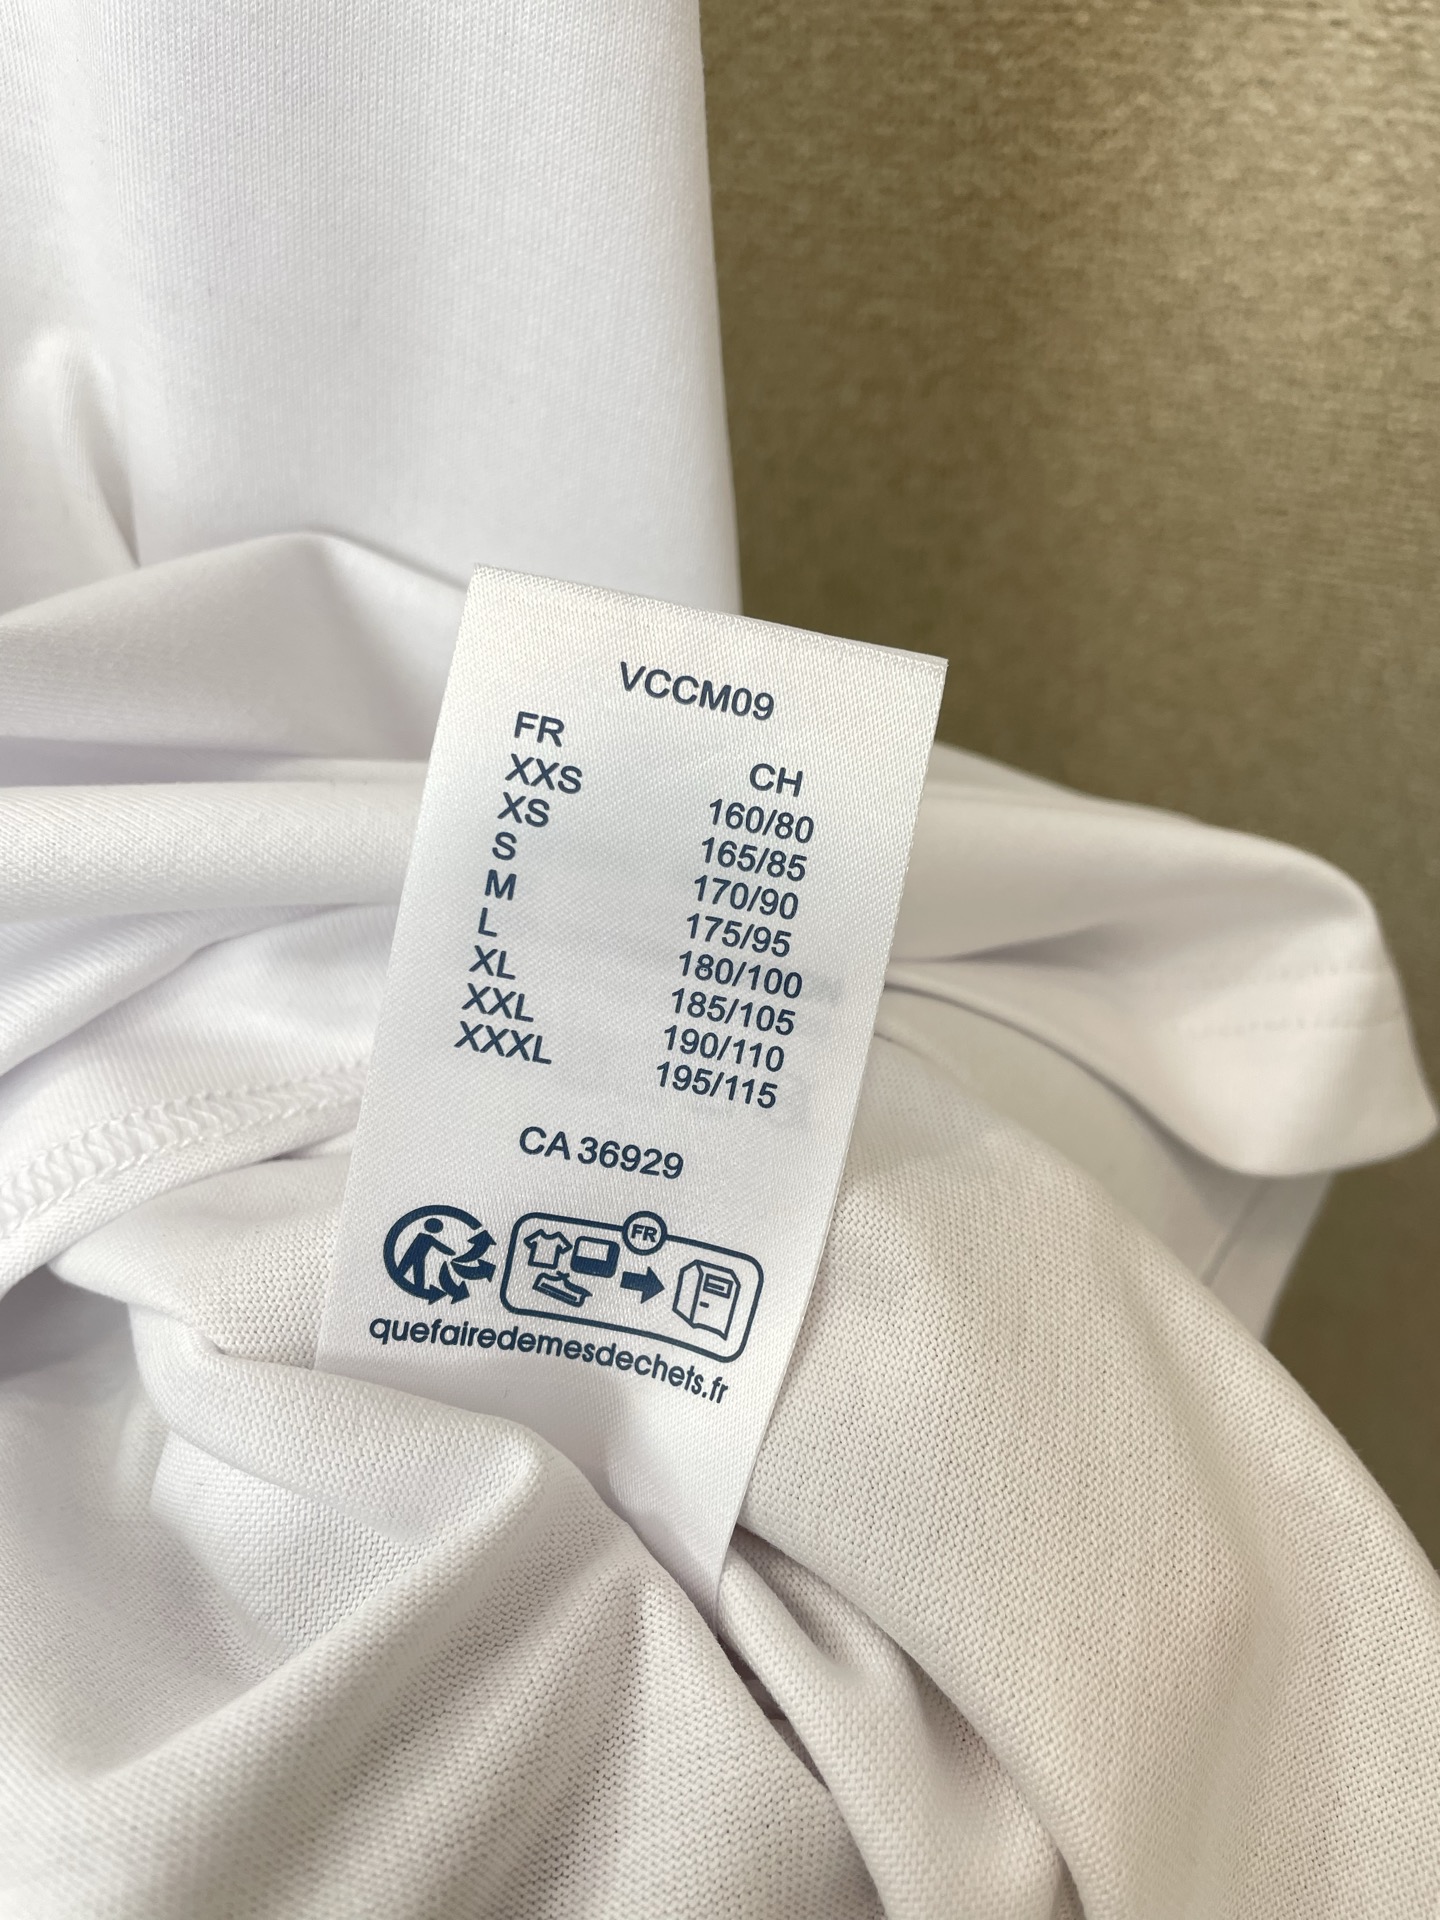 VCCM09
FR CH
XXS 160/80
XS 165/85
S 170/90
M 175/95
L 180/100
XL 185/105
XXL 190/110
XXXL 195/115
CA 36929
FR
quefairedemesdechets.fr